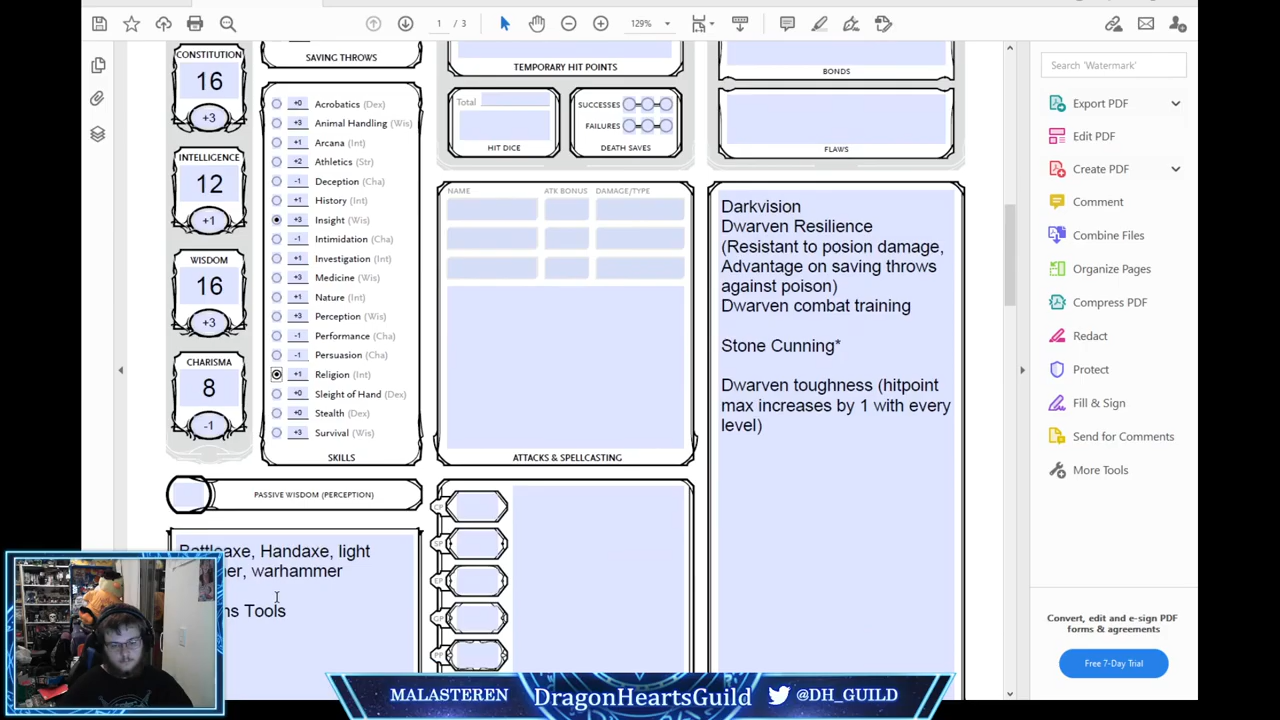 1 / 3
129%
CONSTITUTION
16
+3
INTELLIGENCE
12
+1
WISDOM
16
+3
CHARISMA
8
-1
SAVING THROWS
+0 Acrobatics (Dex)
+3 Animal Handling (Wis)
+1 Arcana (Int)
+2 Athletics (Str)
-1 Deception (Cha)
+1 History (Int)
+3 Insight (Wis)
-1 Intimidation (Cha)
+1 Investigation (Int)
+3 Medicine (Wis)
+1 Nature (Int)
+3 Perception (Wis)
-1 Performance (Cha)
-1 Persuasion (Cha)
+1 Religion (Int)
+0 Sleight of Hand (Dex)
+0 Stealth (Dex)
+3 Survival (Wis)
SKILLS
PASSIVE WISDOM (PERCEPTION)
Battleaxe, Handaxe, light
warhammer
Tools
TEMPORARY HIT POINTS
Total
HIT DICE
SUCCESSES
FAILURES
DEATH SAVES
NAME ATK BONUS DAMAGE/TYPE
ATTACKS & SPELLCASTING
CP
SP
EP
GP
PP
BONDS
FLAWS
Darkvision
Dwarven Resilience
(Resistant to posion damage,
Advantage on saving throws
against poison)
Dwarven combat training
Stone Cunning*
Dwarven toughness (hitpoint
max increases by 1 with every
level)
Search 'Watermark'
Export PDF
Edit PDF
Create PDF
Comment
Combine Files
Organize Pages
Compress PDF
Redact
Protect
Fill & Sign
Send for Comments
More Tools
Convert, edit and e-sign PDF
forms & agreements
Free 7-Day Trial
MALASTEREN DragonHeartsGuild @DH_GUILD